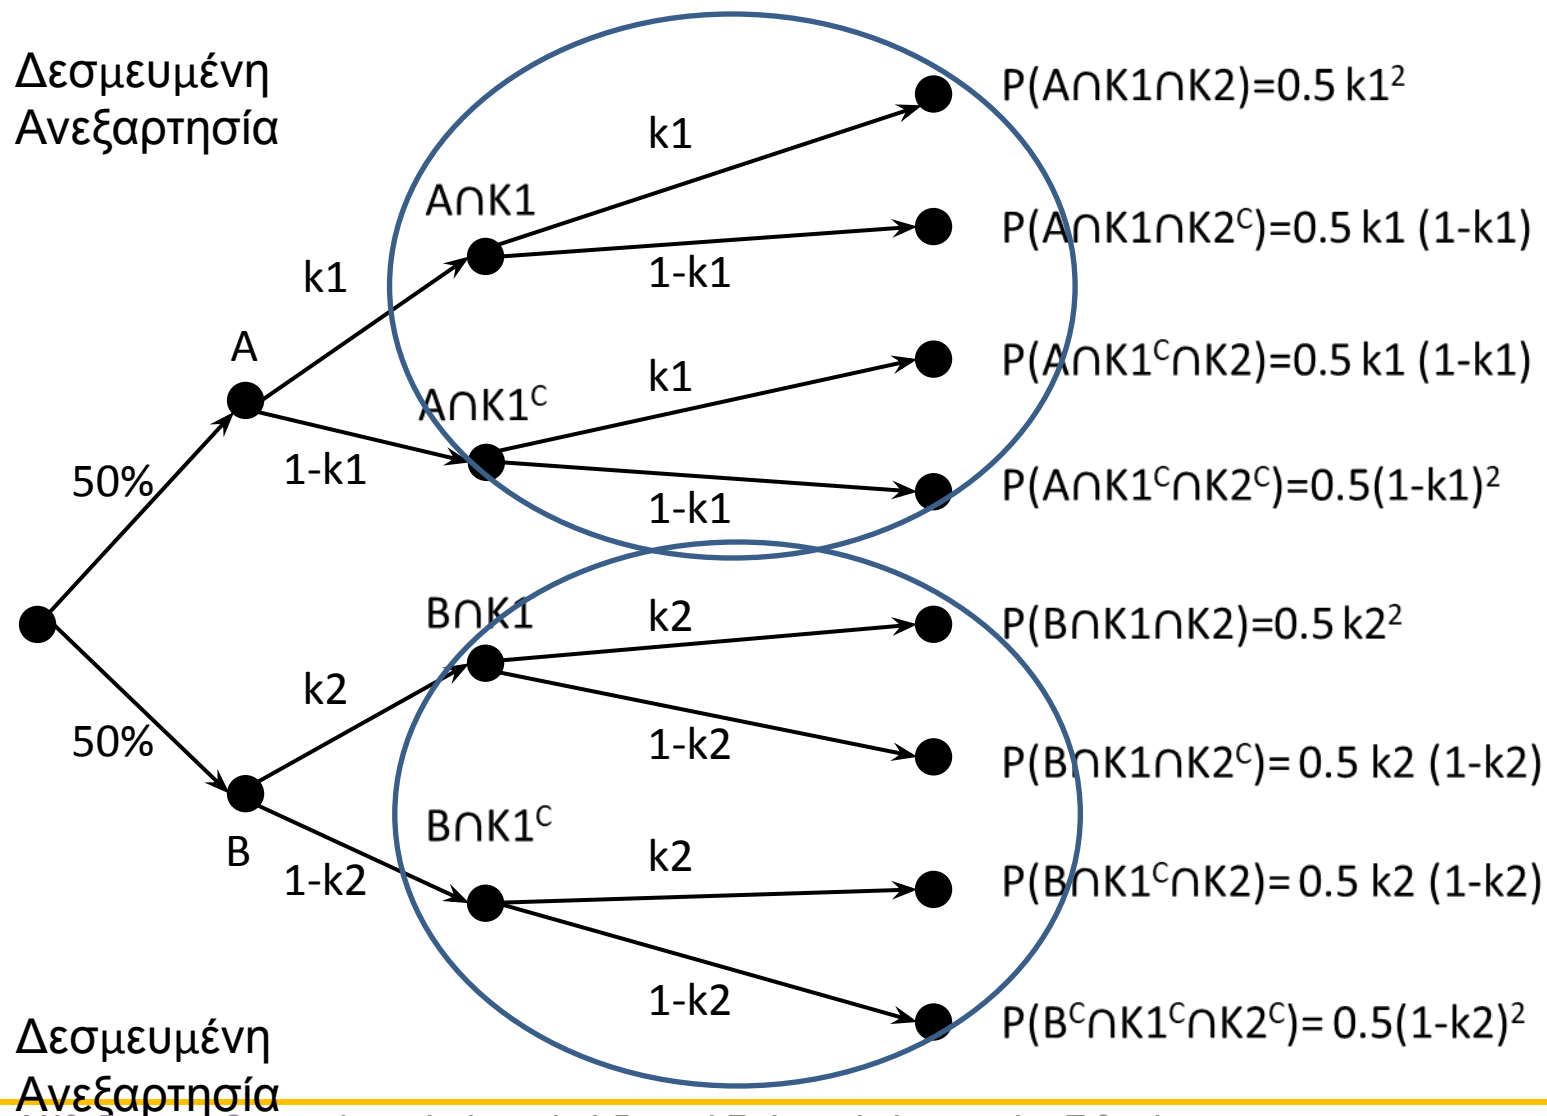 Δεσμευμένη
Ανεξαρτησία
P(A∩K1∩K2)=0.5 k1²
k1
A∩K1
P(A∩K1∩K2ᶜ)=0.5 k1 (1-k1)
k1
1-k1
A
P(A∩K1ᶜ∩K2)=0.5 k1 (1-k1)
k1
A∩K1ᶜ
50%
1-k1
P(A∩K1ᶜ∩K2ᶜ)=0.5(1-k1)²
1-k1
B∩K1
k2
P(B∩K1∩K2)=0.5 k2²
k2
50%
1-k2
P(B∩K1∩K2ᶜ)= 0.5 k2 (1-k2)
B∩K1ᶜ
B
k2
1-k2
P(B∩K1ᶜ∩K2)= 0.5 k2 (1-k2)
1-k2
P(Bᶜ∩K1ᶜ∩K2ᶜ)= 0.5(1-k2)²
Δεσμευμένη
Ανεξαρτησία